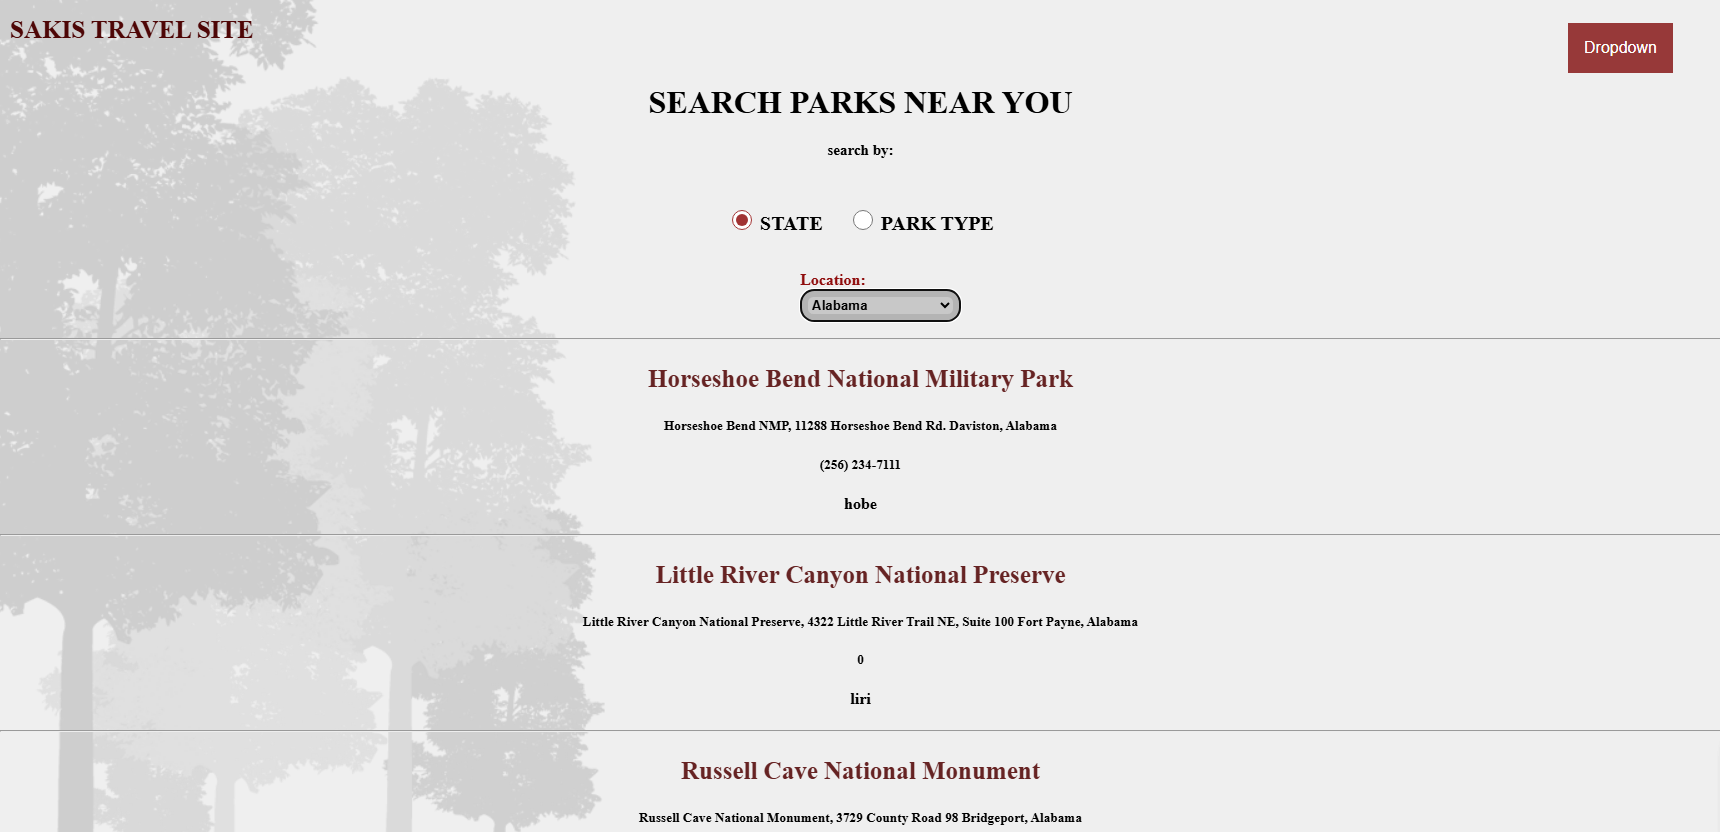 SAKIS TRAVEL SITE
Dropdown
SEARCH PARKS NEAR YOU
search by:
STATE PARK TYPE
Location:
Alabama
Horseshoe Bend National Military Park
Horseshoe Bend NMP, 11288 Horseshoe Bend Rd. Daviston, Alabama
(256) 234-7111
hobe
Little River Canyon National Preserve
Little River Canyon National Preserve, 4322 Little River Trail NE, Suite 100 Fort Payne, Alabama
0
liri
Russell Cave National Monument
Russell Cave National Monument, 3729 County Road 98 Bridgeport, Alabama